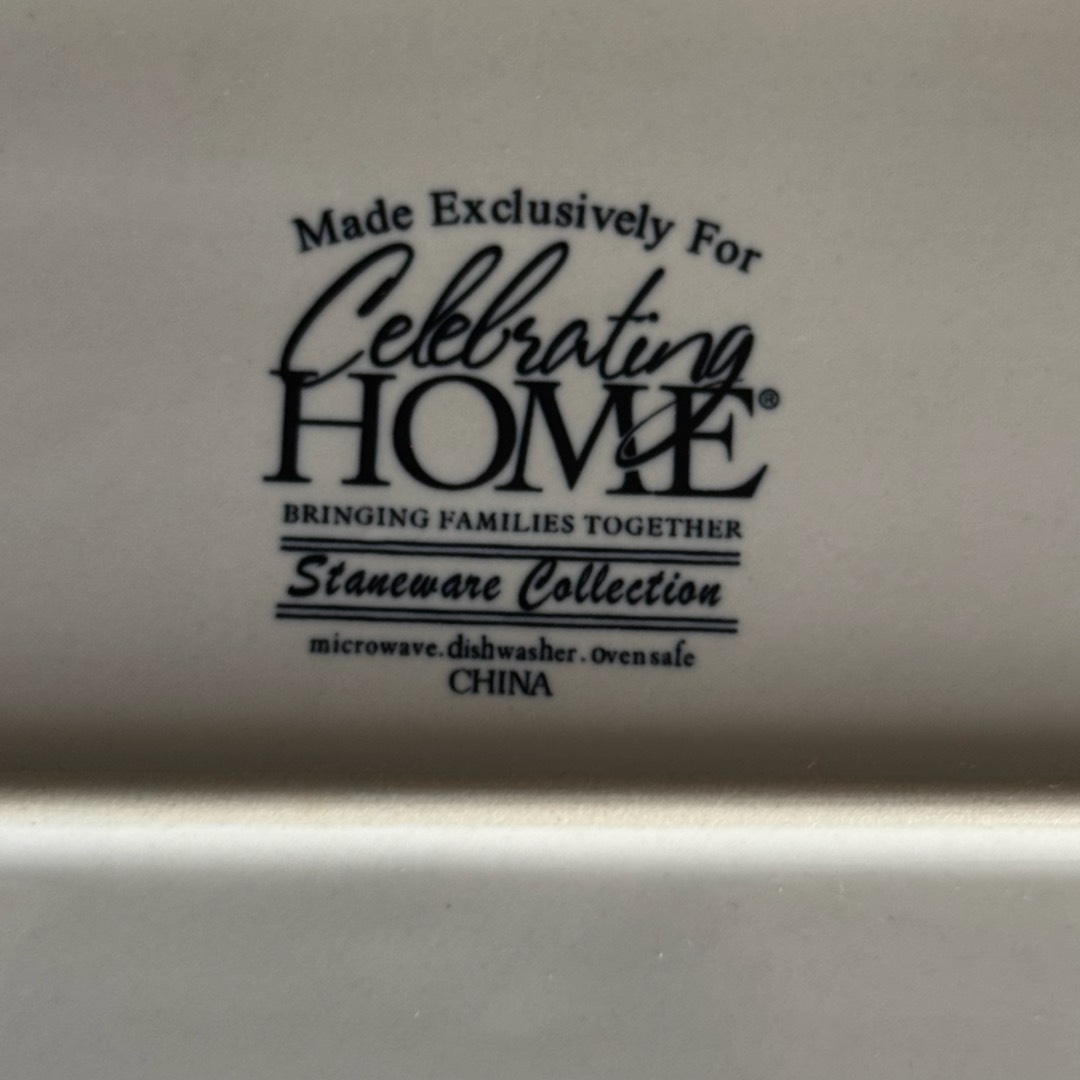 Made Exclusively For
Celebrating
HOME®
BRINGING FAMILIES TOGETHER
Staneware Collection
microwave.dishwasher.ovensafe
CHINA